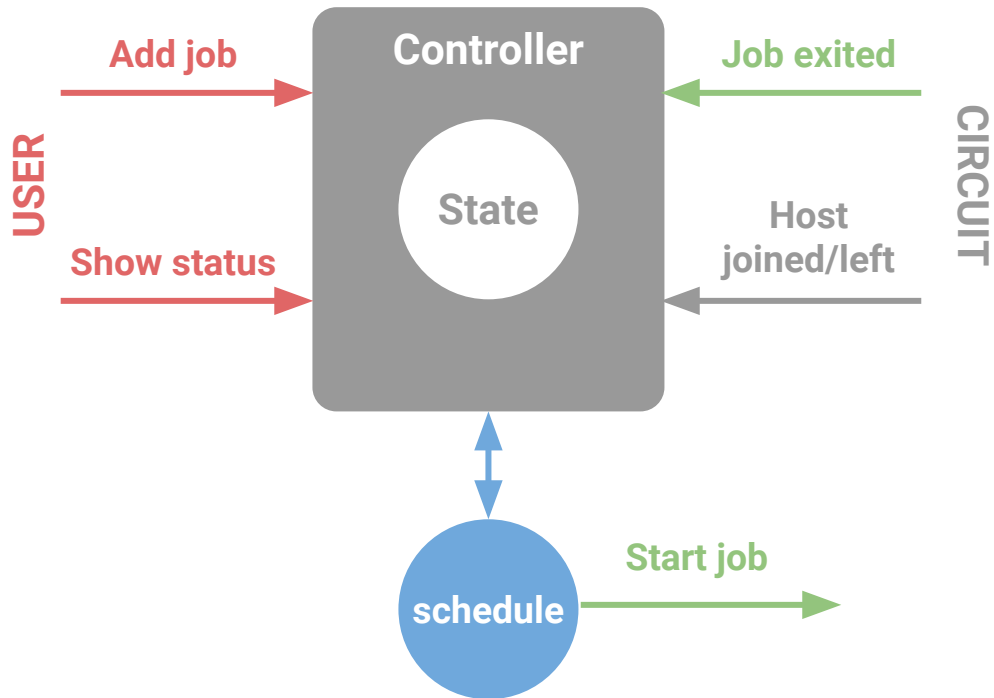 Controller
Add job
Job exited
USER
CIRCUIT
State
Show status
Host
joined/left
Start job
schedule